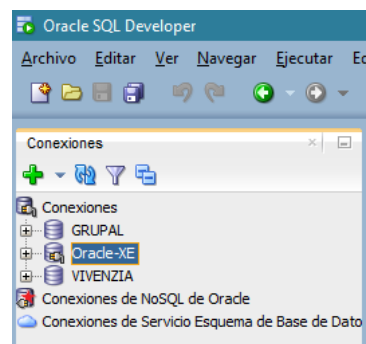 Oracle SQL Developer
Archivo Editar Ver Navegar Ejecutar
Conexiones
Conexiones
GRUPAL
Oracle-XE
VIVENZIA
Conexiones de NoSQL de Oracle
Conexiones de Servicio Esquema de Base de Dato